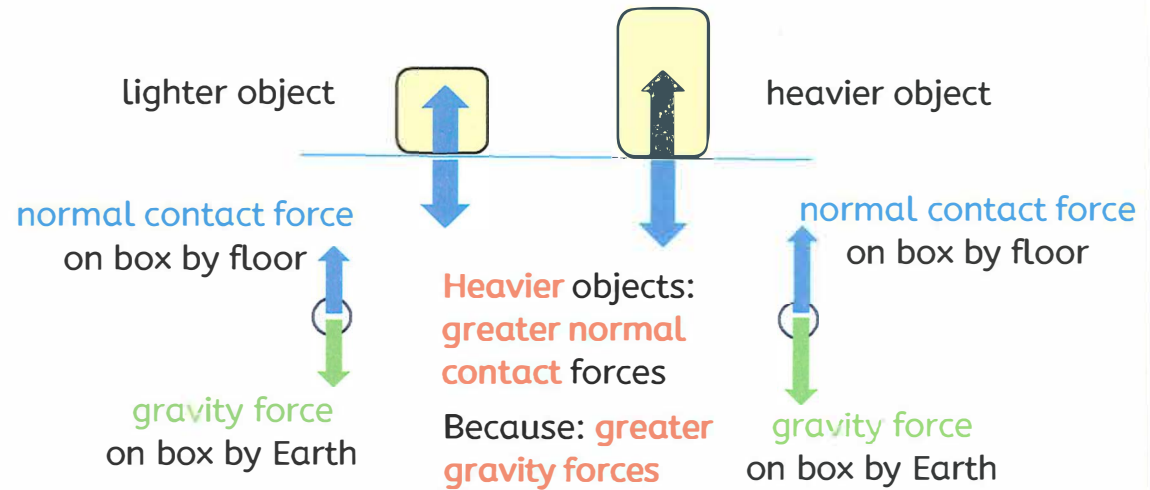 lighter object
heavier object
normal contact force
on box by floor
normal contact force
on box by floor
Heavier objects:
greater normal
contact forces
gravity force
on box by Earth
Because: greater
gravity forces
gravity force
on box by Earth